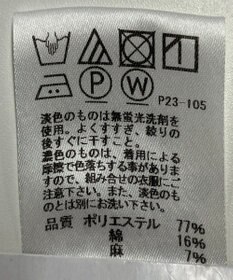 P W
P23-105
淡色のものは無蛍光洗剤を
使用。よくすすぎ、絞りの
後すぐに干すこと。
濃色のものは、着用による
摩擦で色落ちする事があり
ますので、組み合せの衣服にご
注意下さい。また、淡色のも
のとは別にお洗い下さい。
品質 ポリエステル 77%
綿 16%
麻 7%